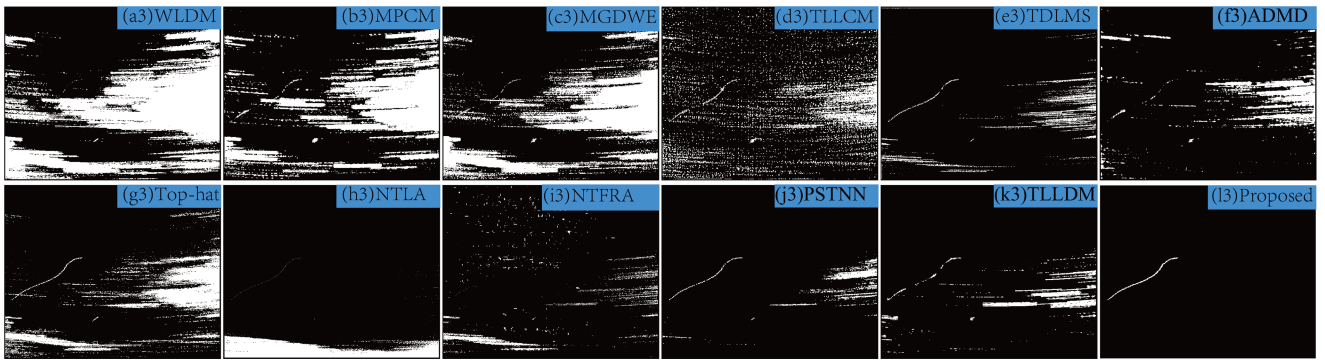 (a3)WLDM
(b3)MPCM
(c3)MGDWE
(d3)TLLCM
(e3)TDLMS
(f3)ADMD
(g3)Top-hat
(h3)NTLA
(i3)NTFRA
(j3)PSTNN
(k3)TLLDM
(l3)Proposed